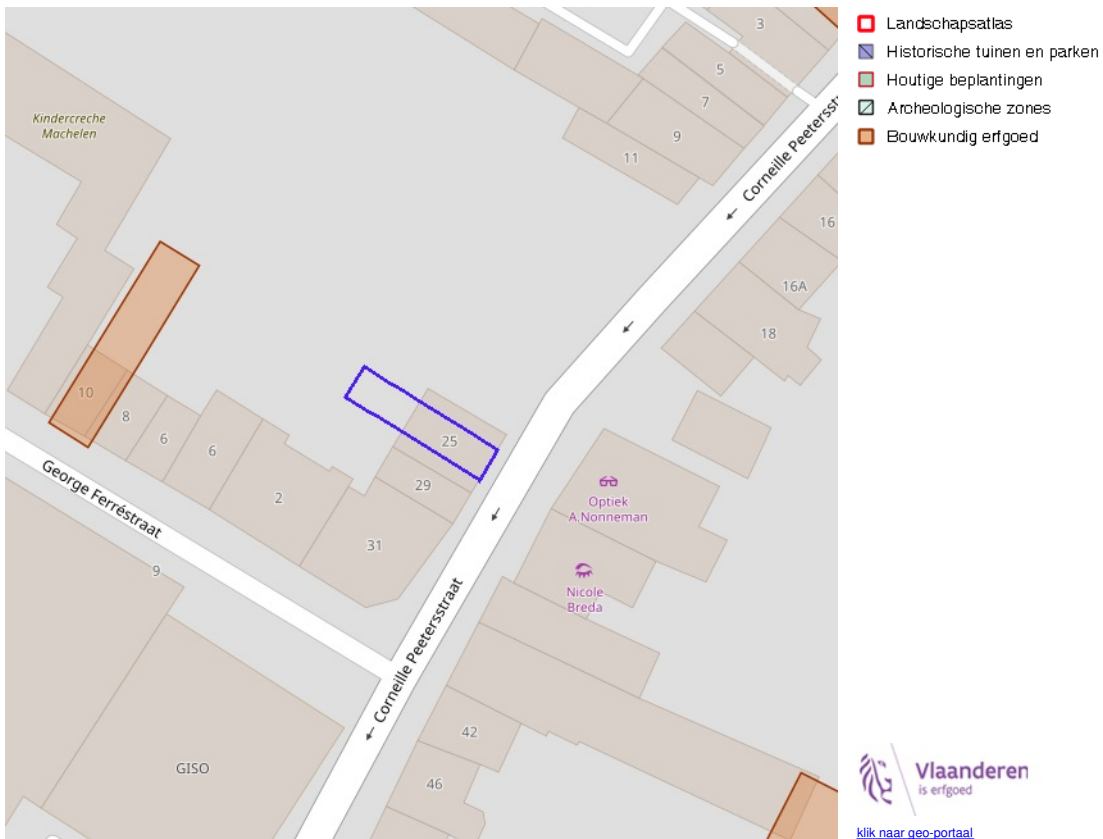 Landschapsatlas
Historische tuinen en parken
Houtige beplantingen
Archeologische zones
Bouwkundig erfgoed
Kindercreche
Machelen
3
5
7
9
11
Corneille Peetersstr
16
16A
18
10
8
6
6
2
25
29
31
George Ferréstraat
9
Optiek
A.Nonneman
Nicole
Breda
Corneille Peetersstraat
42
46
GISO
Vlaanderen
is erfgoed
klik naar geo-portaal